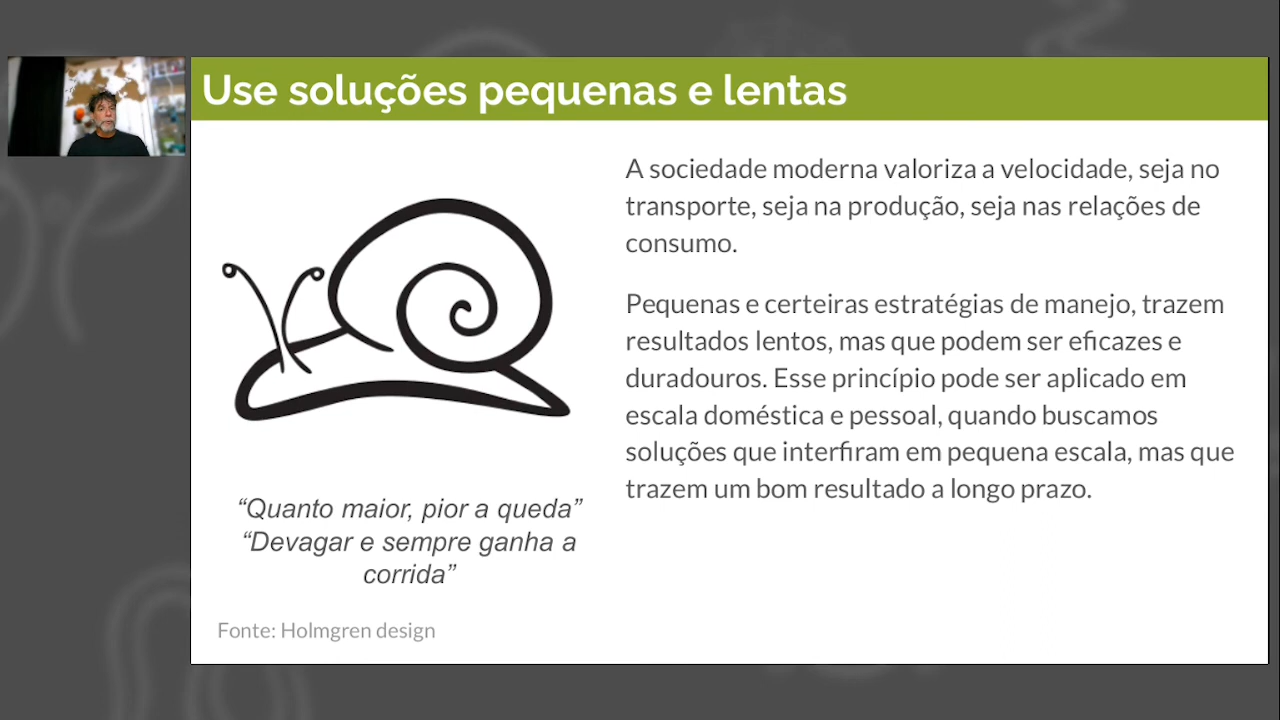 Use soluções pequenas e lentas
A sociedade moderna valoriza a velocidade, seja no
transporte, seja na produção, seja nas relações de
consumo.
Pequenas e certeiras estratégias de manejo, trazem
resultados lentos, mas que podem ser eficazes e
duradouros. Esse princípio pode ser aplicado em
escala doméstica e pessoal, quando buscamos
soluções que interfiram em pequena escala, mas que
trazem um bom resultado a longo prazo.
“Quanto maior, pior a queda”
“Devagar e sempre ganha a
corrida”
Fonte: Holmgren design